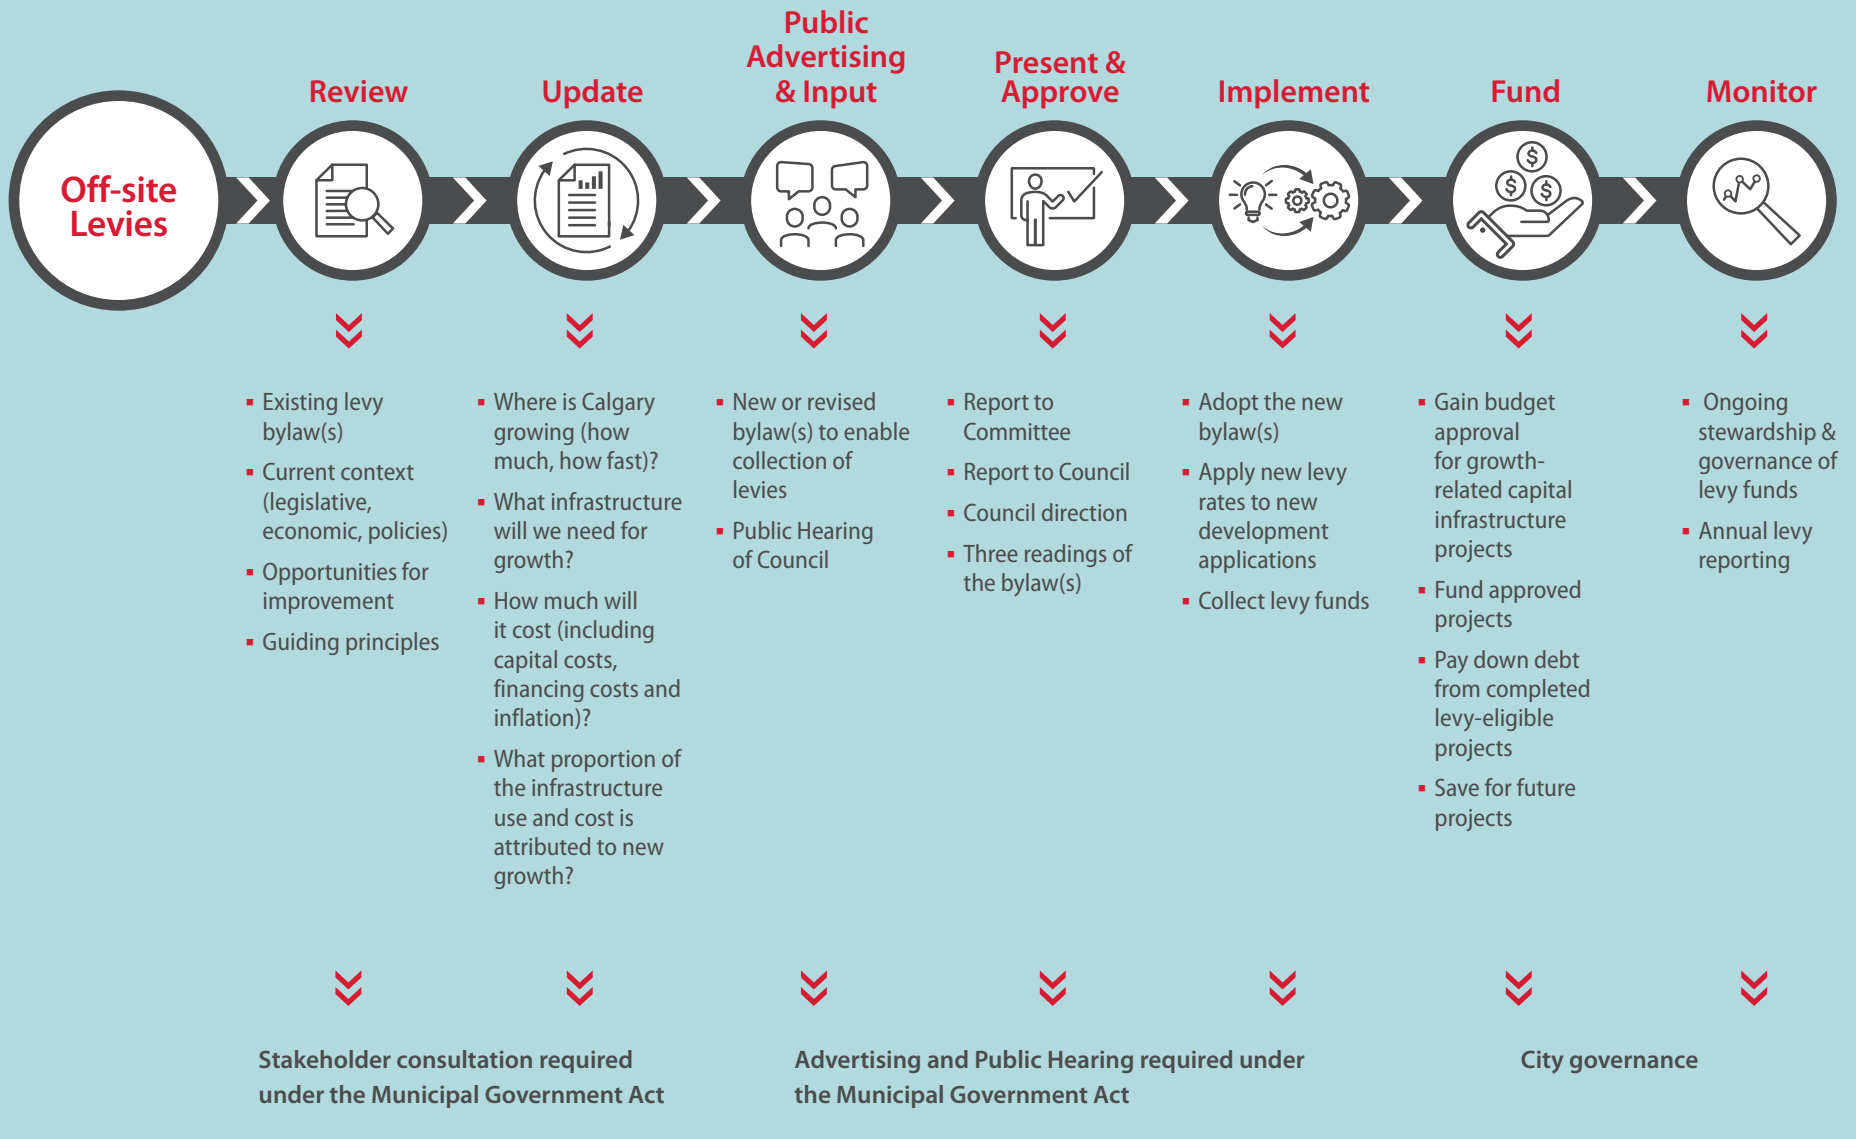 Off-site
Levies
Review
Update
Public
Advertising
& Input
Present &
Approve
Implement
Fund
Monitor
$
$
$
▪ Existing levy
bylaw(s)
▪ Current context
(legislative,
economic, policies)
▪ Opportunities for
improvement
▪ Guiding principles
▪ Where is Calgary
growing (how
much, how fast)?
▪ What infrastructure
will we need for
growth?
▪ How much will
it cost (including
capital costs,
financing costs and
inflation)?
▪ What proportion of
the infrastructure
use and cost is
attributed to new
growth?
▪ New or revised
bylaw(s) to enable
collection of
levies
▪ Public Hearing
of Council
▪ Report to
Committee
▪ Report to Council
▪ Council direction
▪ Three readings of
the bylaw(s)
▪ Adopt the new
bylaw(s)
▪ Apply new levy
rates to new
development
applications
▪ Collect levy funds
▪ Gain budget
approval
for growth-
related capital
infrastructure
projects
▪ Fund approved
projects
▪ Pay down debt
from completed
levy-eligible
projects
▪ Save for future
projects
▪ Ongoing
stewardship &
governance of
levy funds
▪ Annual levy
reporting
Stakeholder consultation required
under the Municipal Government Act
Advertising and Public Hearing required under
the Municipal Government Act
City governance